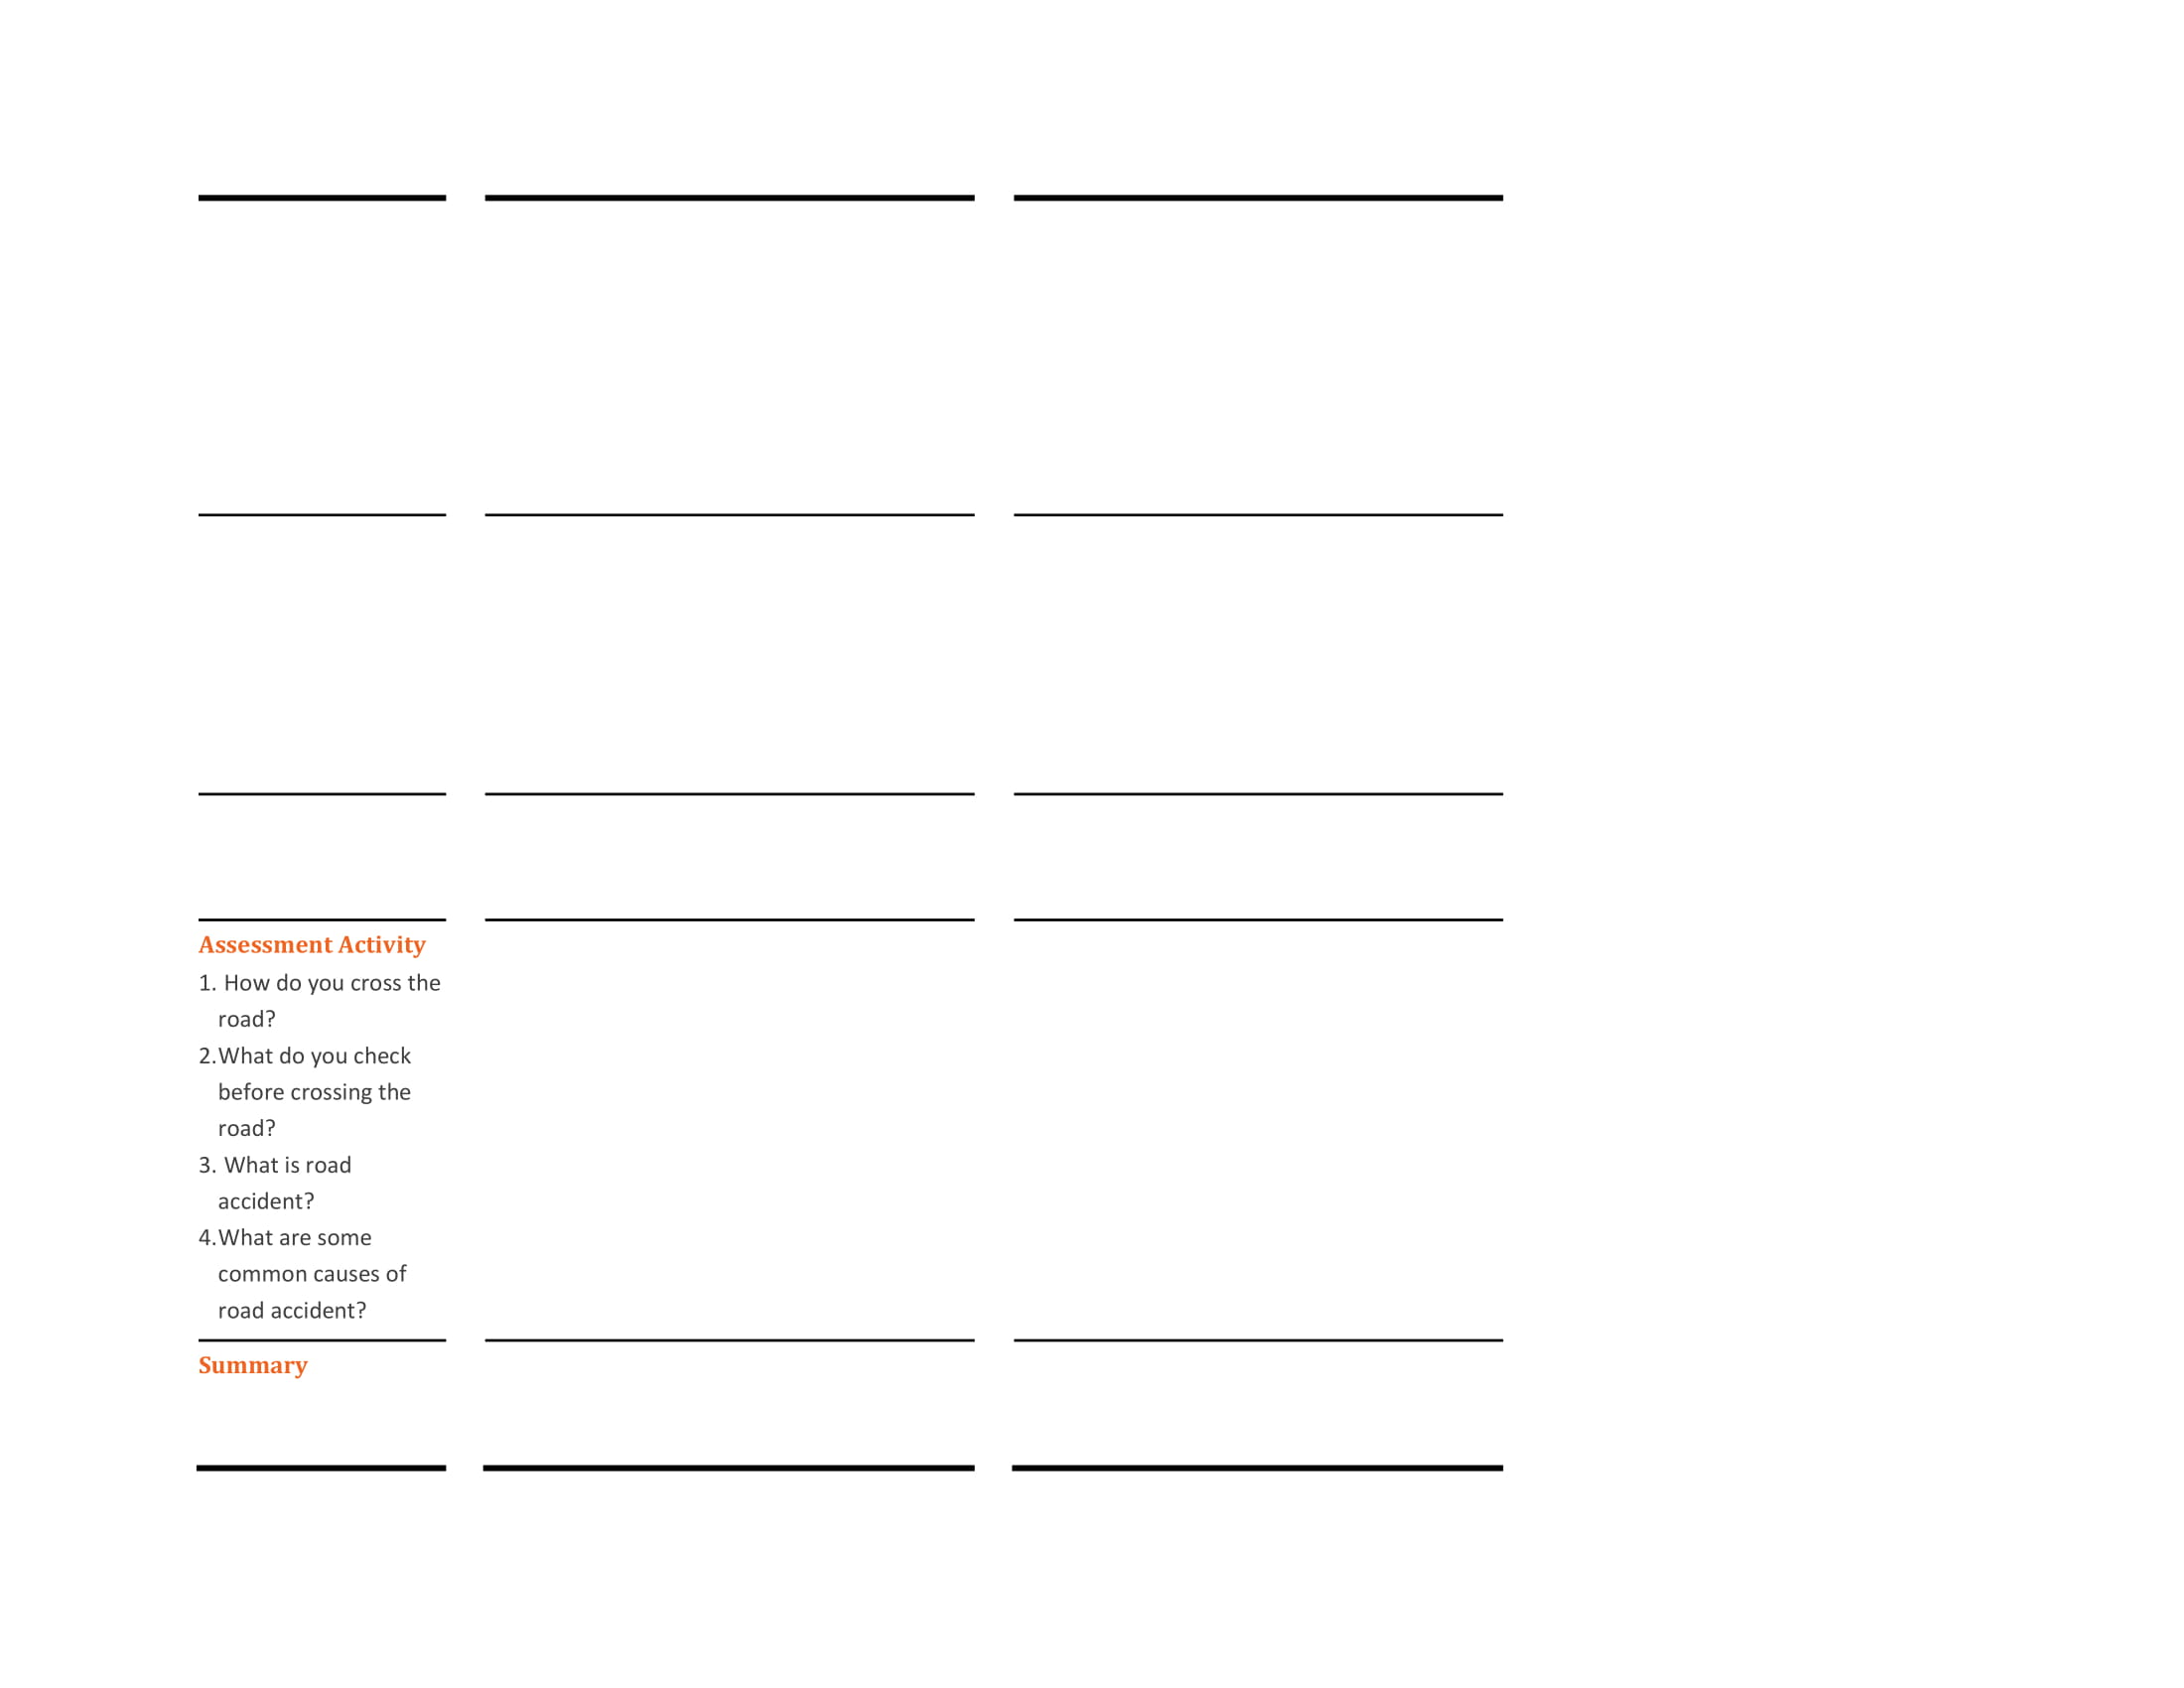 Assessment Activity
1. How do you cross the
road?
2.What do you check
before crossing the
road?
3. What is road
accident?
4.What are some
common causes of
road accident?
Summary